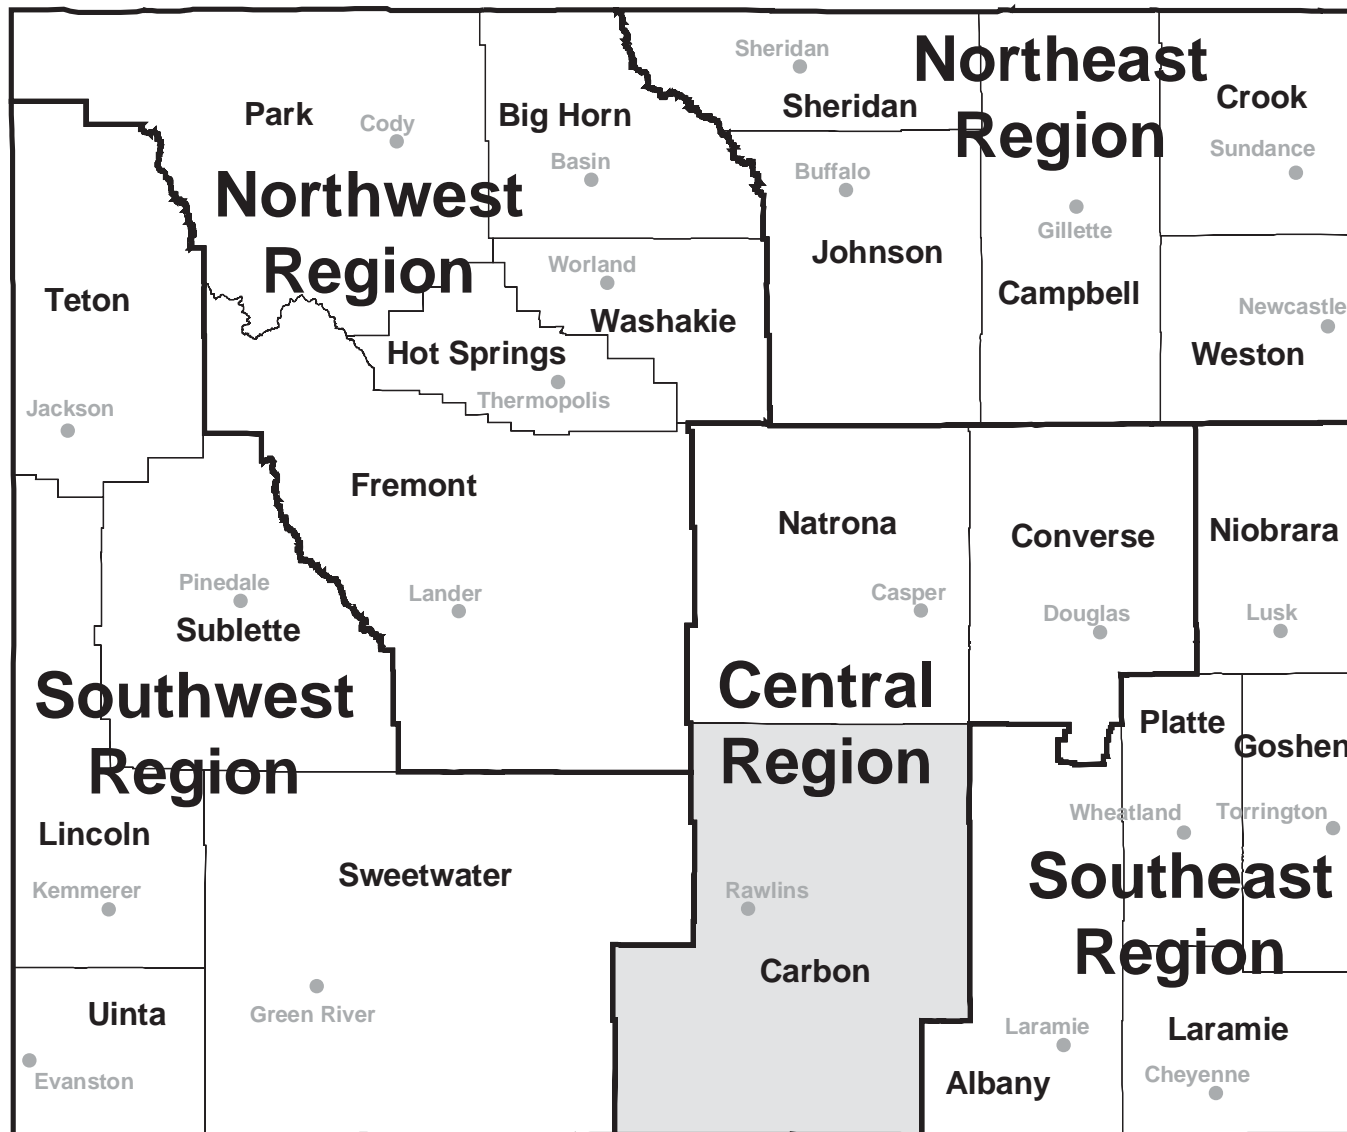 Sheridan
Northeast
Region
Park
Cody
Big Horn
Sheridan
Crook
Basin
Buffalo
Sundance
Northwest
Region
Gillette
Johnson
Worland
Teton
Campbell
Newcastle
Washakie
Hot Springs
Weston
Thermopolis
Jackson
Fremont
Natrona
Converse
Niobrara
Pinedale
Lander
Casper
Douglas
Lusk
Sublette
Southwest
Region
Central
Region
Platte
Goshen
Wheatland
Torrington
Lincoln
Sweetwater
Southeast
Region
Kemmerer
Rawlins
Carbon
Uinta
Green River
Laramie
Laramie
Evanston
Albany
Cheyenne